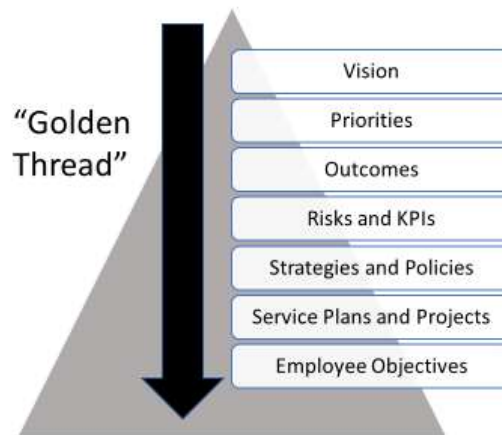 “Golden
Thread”
Vision
Priorities
Outcomes
Risks and KPIs
Strategies and Policies
Service Plans and Projects
Employee Objectives